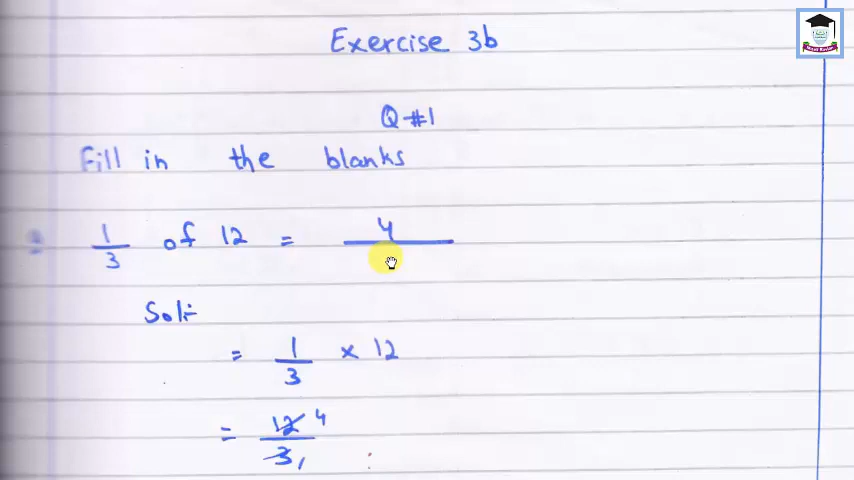 Exercise 3b
Q #1
Fill in the blanks
1/3 of 12 = 4
Sol:-
= 1/3 × 12
= 12 4 / 3 1